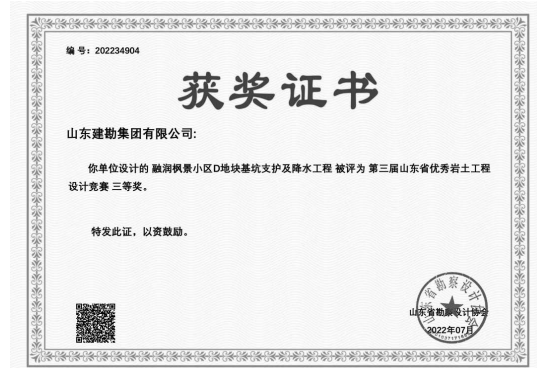 编 号：202234904
获奖证书
山东建勘集团有限公司:
你单位设计的 融润枫景小区D地块基坑支护及降水工程 被评为 第三届山东省优秀岩土工程
设计竞赛 三等奖。
特发此证，以资鼓励。
山东省勘察设计协会
2022年07月